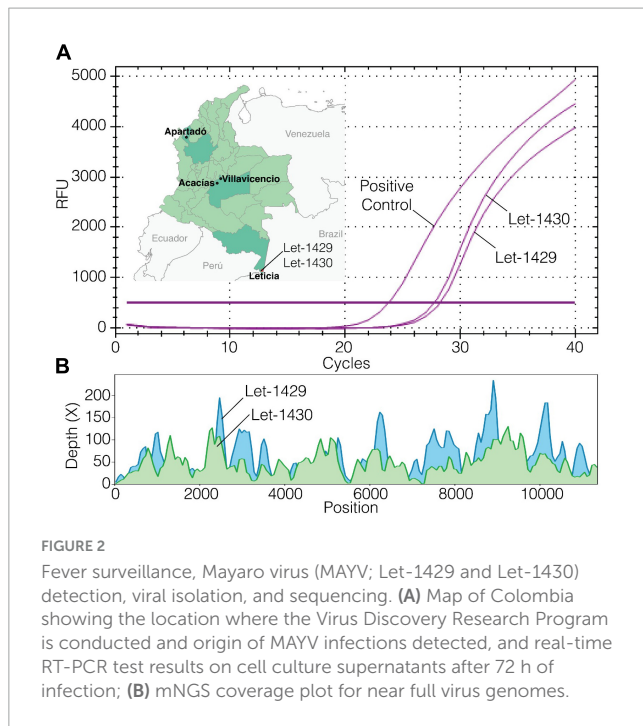 A
5000
4000
3000
2000
1000
0
RFU
Apartadó
Acacías
Villavicencio
Venezuela
Ecuador
Perú
Brazil
Let-1429
Let-1430
Leticia
Positive
Control
Let-1430
Let-1429
0
10
20
30
40
Cycles
B
200
150
100
50
0
Depth (X)
Let-1429
Let-1430
0
2000
4000
6000
8000
10000
Position
FIGURE 2
Fever surveillance, Mayaro virus (MAYV; Let-1429 and Let-1430)
detection, viral isolation, and sequencing. (A) Map of Colombia
showing the location where the Virus Discovery Research Program
is conducted and origin of MAYV infections detected, and real-time
RT-PCR test results on cell culture supernatants after 72 h of
infection; (B) mNGS coverage plot for near full virus genomes.